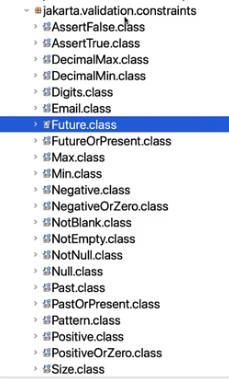 jakarta.validation.constraints
AssertFalse.class
AssertTrue.class
DecimalMax.class
DecimalMin.class
Digits.class
Email.class
Future.class
FutureOrPresent.class
Max.class
Min.class
Negative.class
NegativeOrZero.class
NotBlank.class
NotEmpty.class
NotNull.class
Null.class
Past.class
PastOrPresent.class
Pattern.class
Positive.class
PositiveOrZero.class
Size.class